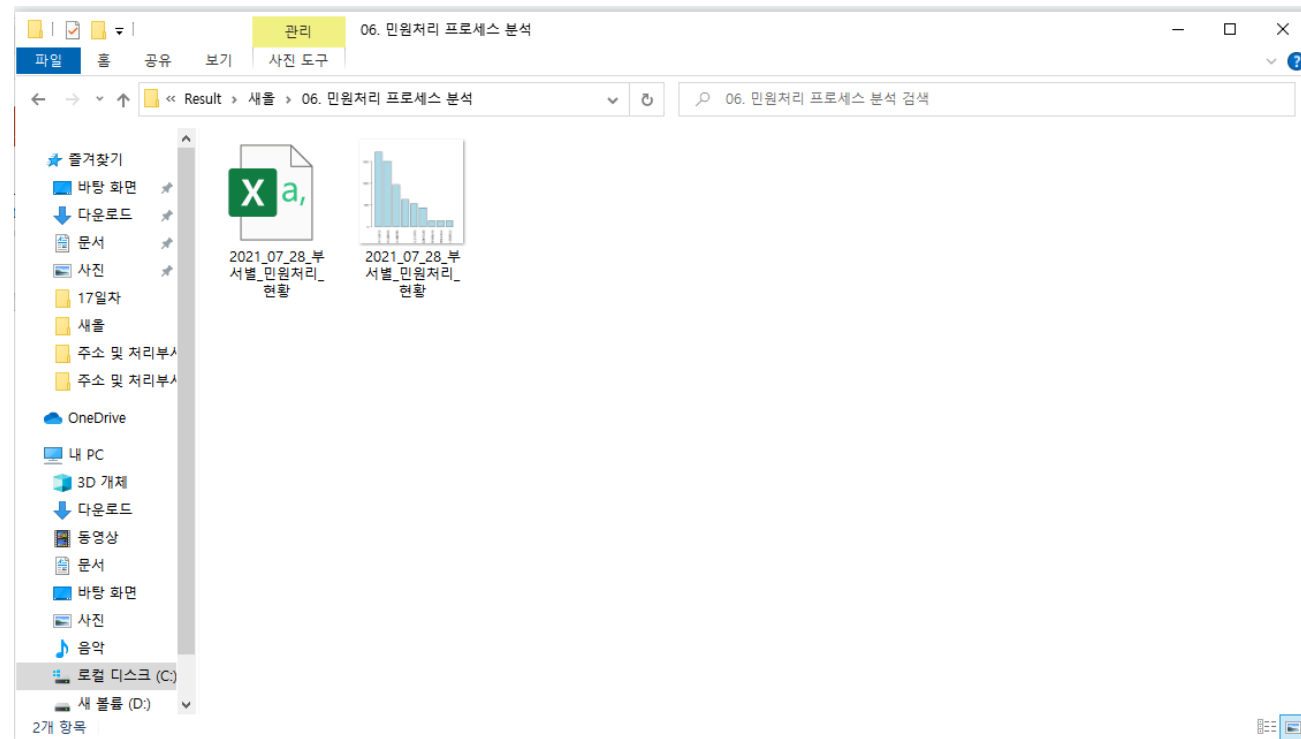 관리
06. 민원처리 프로세스 분석
파일
홈
공유
보기
사진 도구
« Result › 새올 › 06. 민원처리 프로세스 분석
06. 민원처리 프로세스 분석 검색
즐겨찾기
바탕 화면
다운로드
문서
사진
17일차
새올
주소 및 처리부서
주소 및 처리부서
OneDrive
내 PC
3D 개체
다운로드
동영상
문서
바탕 화면
사진
음악
로컬 디스크 (C:)
새 볼륨 (D:)
X a,
2021_07_28_부
서별_민원처리_
현황
2021_07_28_부
서별_민원처리_
현황
2개 항목